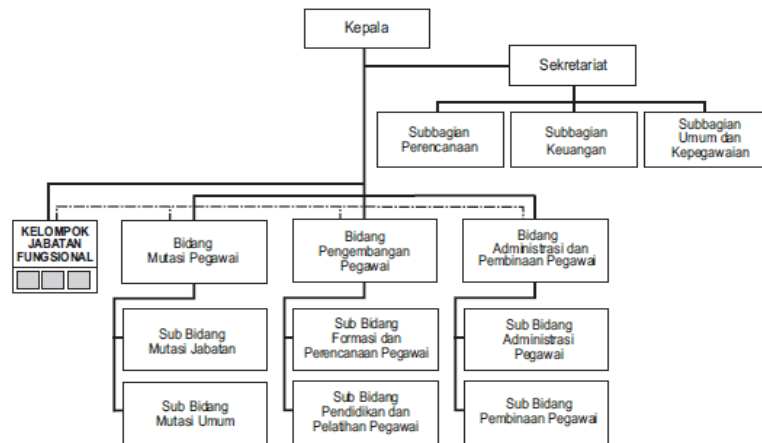 Kepala
Sekretariat
Subbagian
Perencanaan
Subbagian
Keuangan
Subbagian
Umum dan
Kepegawaian
KELOMPOK
JABATAN
FUNGSIONAL
Bidang
Mutasi Pegawai
Bidang
Pengembangan
Pegawai
Bidang
Administrasi dan
Pembinaan Pegawai
Sub Bidang
Mutasi Jabatan
Sub Bidang
Formasi dan
Perencanaan Pegawai
Sub Bidang
Administrasi
Pegawai
Sub Bidang
Mutasi Umum
Sub Bidang
Pendidikan dan
Pelatihan Pegawai
Sub Bidang
Pembinaan Pegawai